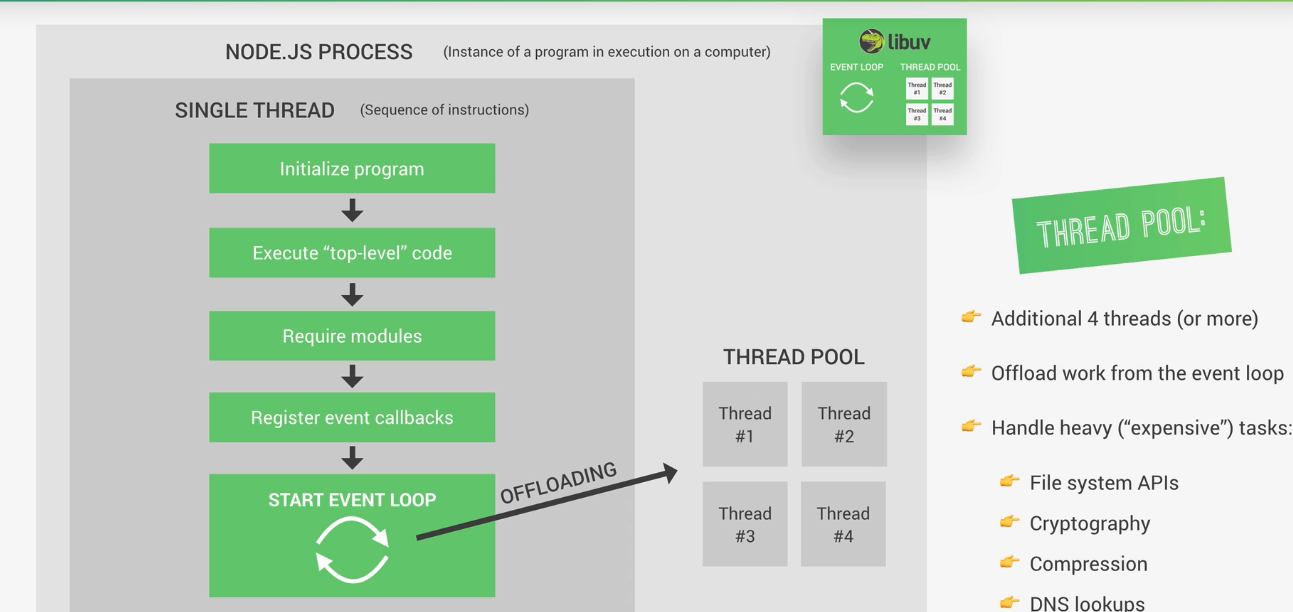 NODE.JS PROCESS (Instance of a program in execution on a computer)
SINGLE THREAD (Sequence of instructions)
Initialize program
Execute “top-level” code
Require modules
Register event callbacks
START EVENT LOOP
OFFLOADING
THREAD POOL
Thread
#1
Thread
#2
Thread
#3
Thread
#4
libuv
EVENT LOOP
THREAD POOL
Thread
#1
Thread
#2
Thread
#3
Thread
#4
THREAD POOL:
Additional 4 threads (or more)
Offload work from the event loop
Handle heavy (“expensive”) tasks:
File system APIs
Cryptography
Compression
DNS lookups